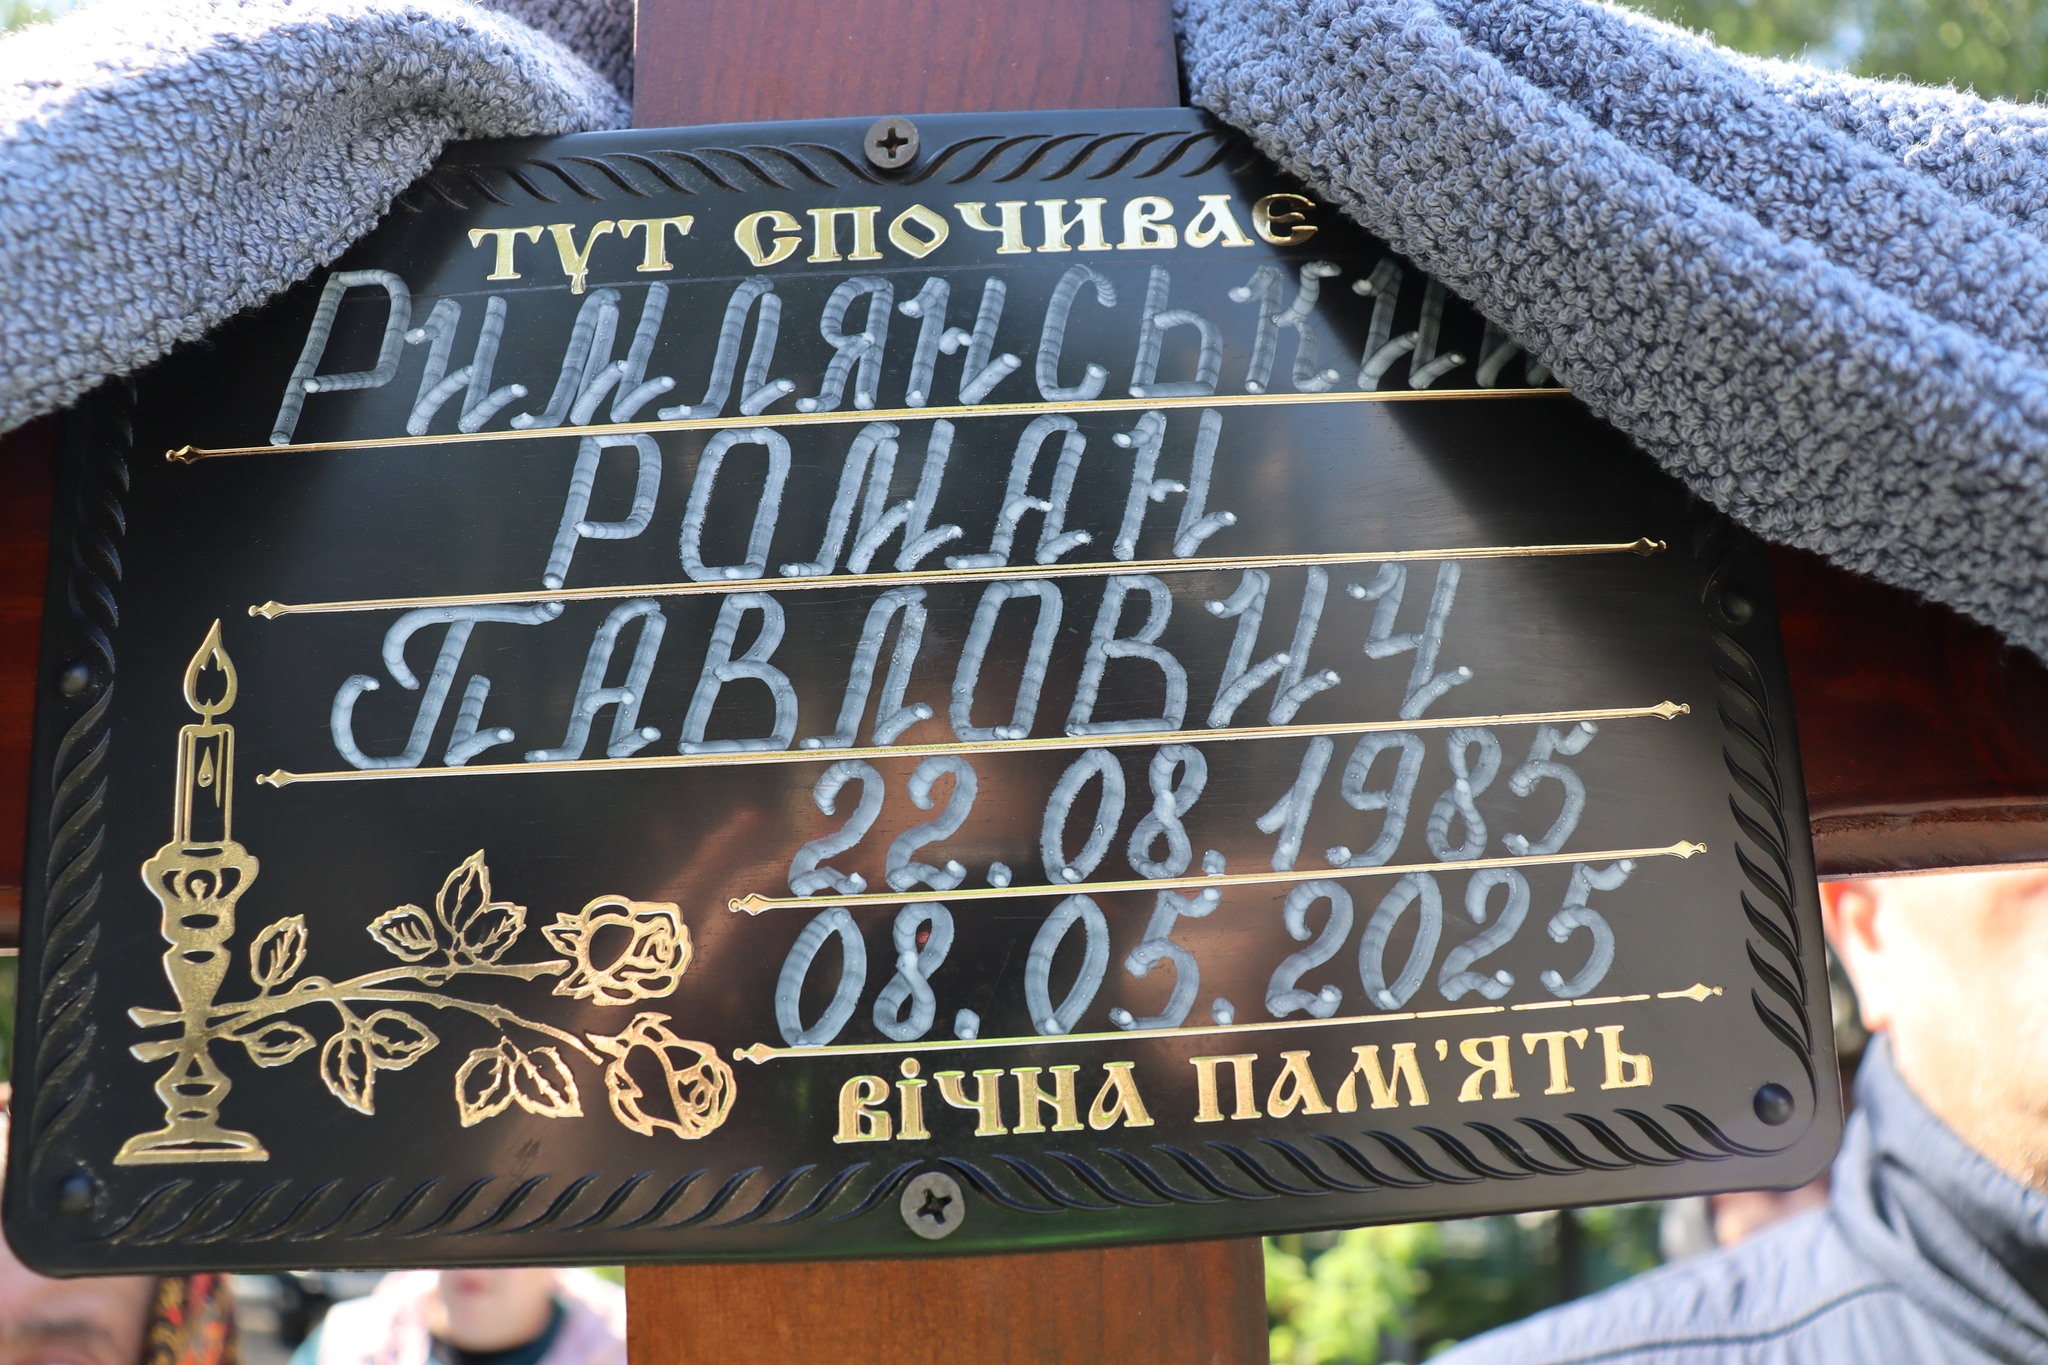 ТУТ СПОЧИВАЄ
РИМЛЯНСЬКИЙ
РОМАН
ПАВЛОВИЧ
22.08.1985
08.05.2025
ВІЧНА ПАМ'ЯТЬ